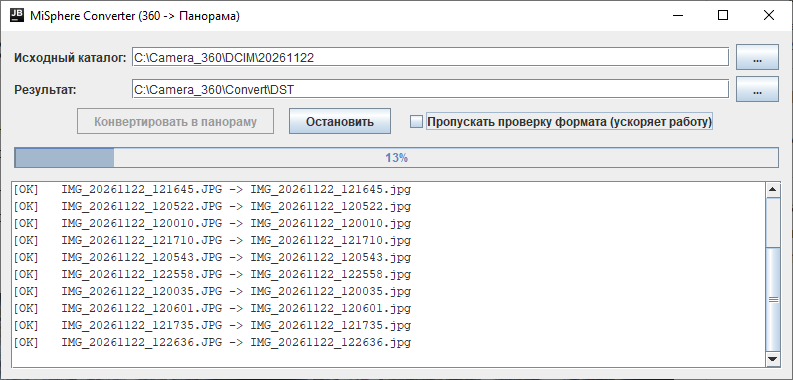 JB MiSphere Converter (360 -> Панорама)
Исходный каталог: C:\Camera_360\DCIM\20261122 ...
Результат: C:\Camera_360\Convert\DST ...
Конвертировать в панораму Остановить Пропускать проверку формата (ускоряет работу)
13%
[OK] IMG_20261122_121645.JPG -> IMG_20261122_121645.jpg
[OK] IMG_20261122_120522.JPG -> IMG_20261122_120522.jpg
[OK] IMG_20261122_120010.JPG -> IMG_20261122_120010.jpg
[OK] IMG_20261122_121710.JPG -> IMG_20261122_121710.jpg
[OK] IMG_20261122_120543.JPG -> IMG_20261122_120543.jpg
[OK] IMG_20261122_122558.JPG -> IMG_20261122_122558.jpg
[OK] IMG_20261122_120035.JPG -> IMG_20261122_120035.jpg
[OK] IMG_20261122_120601.JPG -> IMG_20261122_120601.jpg
[OK] IMG_20261122_121735.JPG -> IMG_20261122_121735.jpg
[OK] IMG_20261122_122636.JPG -> IMG_20261122_122636.jpg